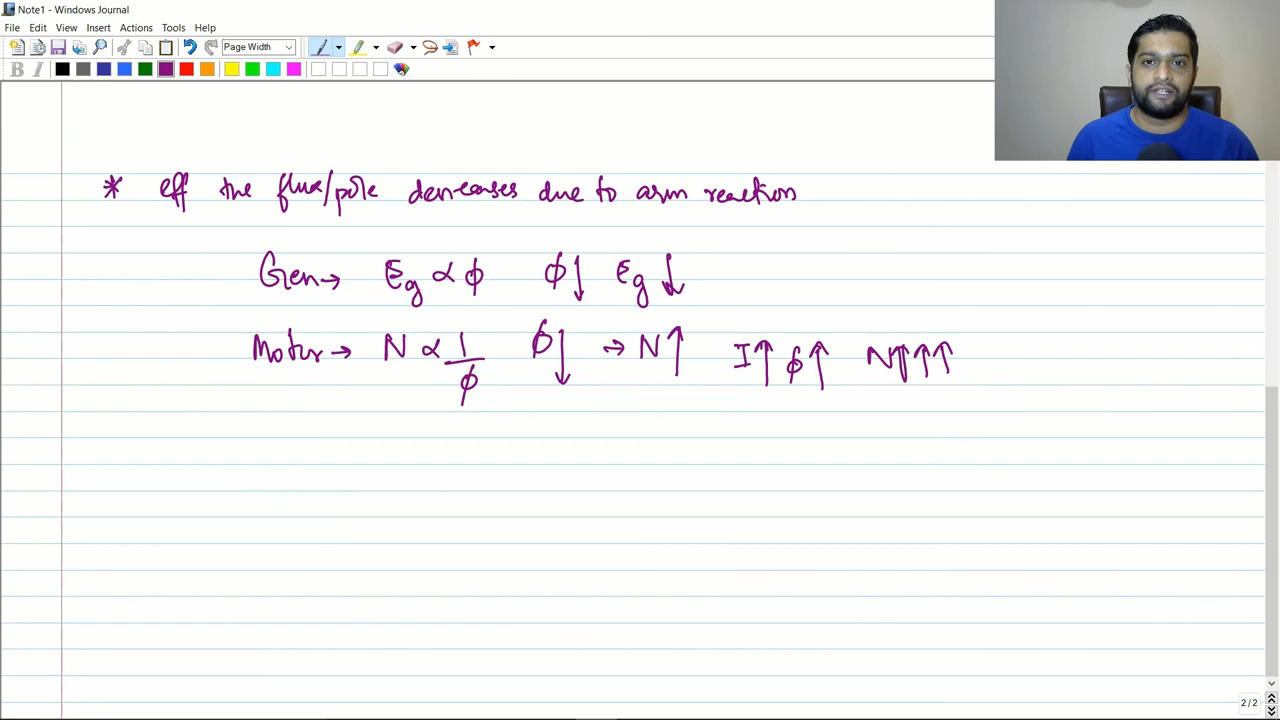 Note1 - Windows Journal
File Edit View Insert Actions Tools Help
Page Width
B I
* eff the flux/pole decreases due to arm reaction
Gen → Eg ∝ ϕ ϕ↓ Eg↓
Motor → N ∝ 1/ϕ ϕ↓ → N↑ I↑ ϕ↑ N↑↑↑
2/2